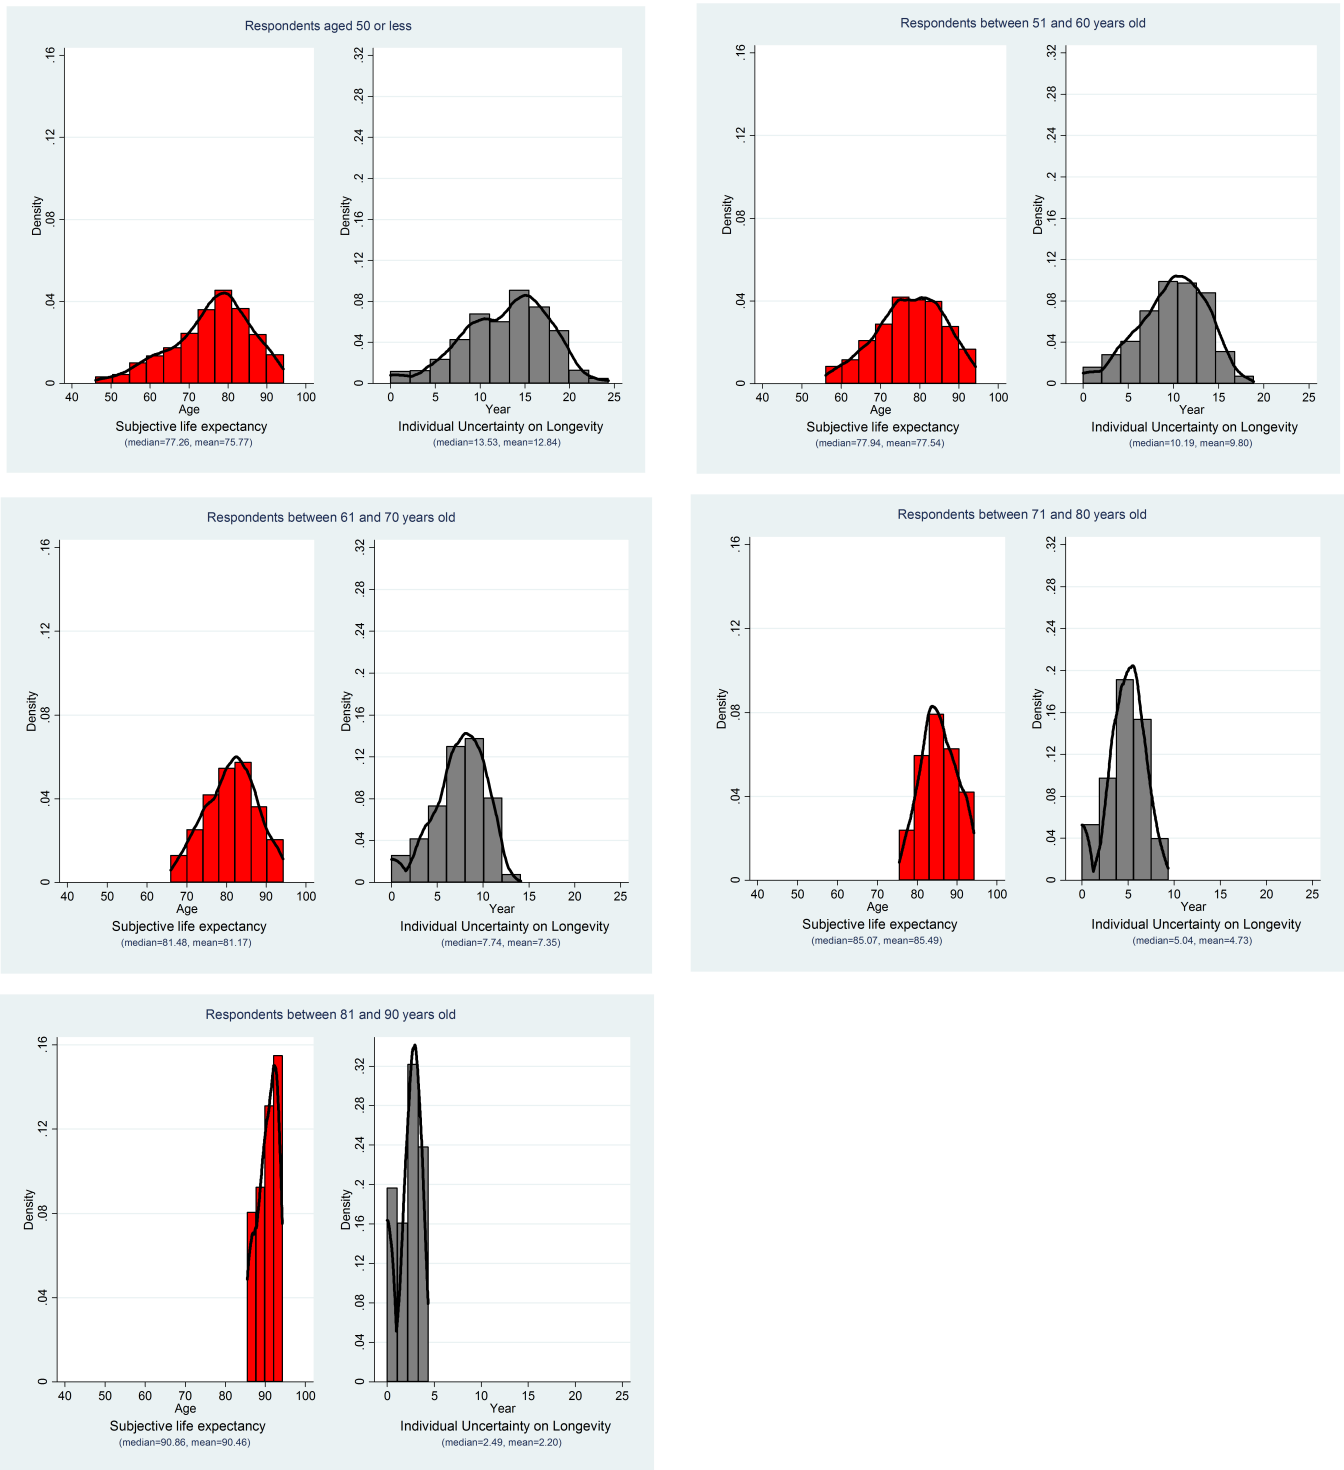 Respondents aged 50 or less
Density
0 .04 .08 .12 .16
40 50 60 70 80 90 100
Age
Subjective life expectancy
(median=77.26, mean=75.77)
Density
0 .04 .08 .12 .16 .2 .24 .28 .32
0 5 10 15 20 25
Year
Individual Uncertainty on Longevity
(median=13.53, mean=12.84)
Respondents between 51 and 60 years old
Density
0 .04 .08 .12 .16
40 50 60 70 80 90 100
Age
Subjective life expectancy
(median=77.94, mean=77.54)
Density
0 .04 .08 .12 .16 .2 .24 .28 .32
0 5 10 15 20 25
Year
Individual Uncertainty on Longevity
(median=10.19, mean=9.80)
Respondents between 61 and 70 years old
Density
0 .04 .08 .12 .16
40 50 60 70 80 90 100
Age
Subjective life expectancy
(median=81.48, mean=81.17)
Density
0 .04 .08 .12 .16 .2 .24 .28 .32
0 5 10 15 20 25
Year
Individual Uncertainty on Longevity
(median=7.74, mean=7.35)
Respondents between 71 and 80 years old
Density
0 .04 .08 .12 .16
40 50 60 70 80 90 100
Age
Subjective life expectancy
(median=85.07, mean=85.49)
Density
0 .04 .08 .12 .16 .2 .24 .28 .32
0 5 10 15 20 25
Year
Individual Uncertainty on Longevity
(median=5.04, mean=4.73)
Respondents between 81 and 90 years old
Density
0 .04 .08 .12 .16
40 50 60 70 80 90 100
Age
Subjective life expectancy
(median=90.86, mean=90.46)
Density
0 .04 .08 .12 .16 .2 .24 .28 .32
0 5 10 15 20 25
Year
Individual Uncertainty on Longevity
(median=2.49, mean=2.20)